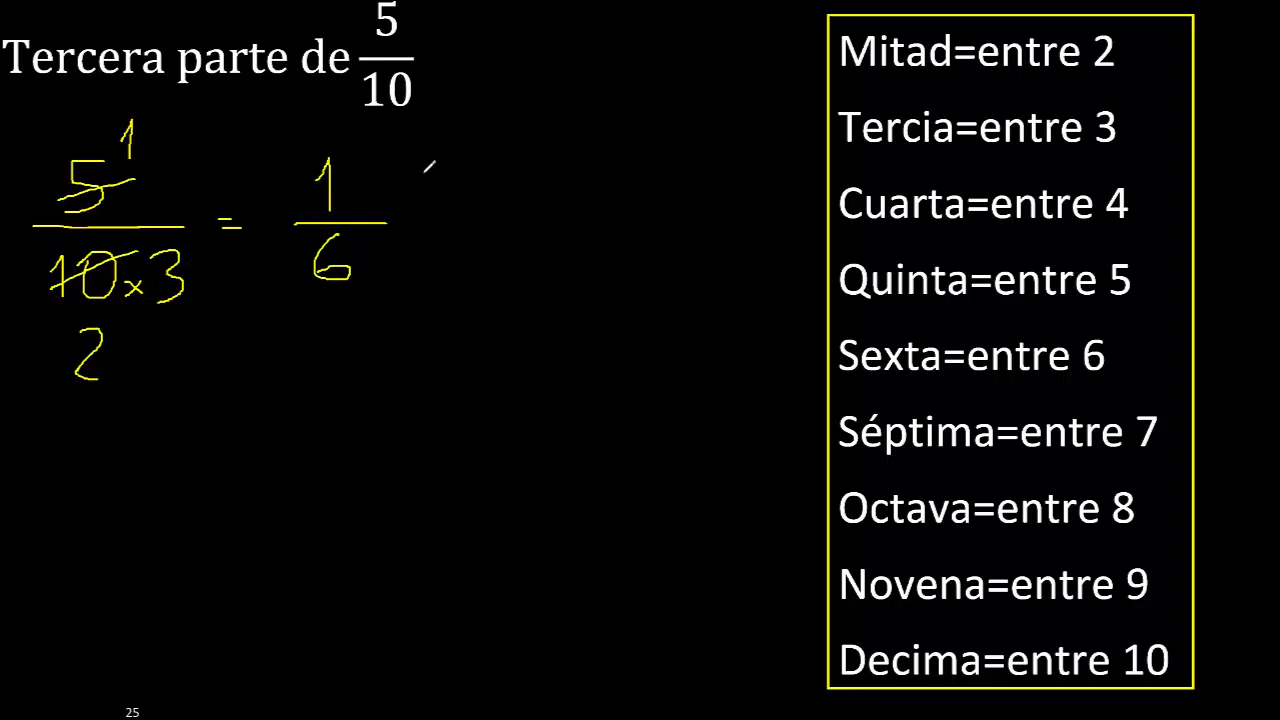 Tercera parte de 5/10
5 1
10 x 3
2
= 1/6
Mitad=entre 2
Tercia=entre 3
Cuarta=entre 4
Quinta=entre 5
Sexta=entre 6
Séptima=entre 7
Octava=entre 8
Novena=entre 9
Decima=entre 10
25